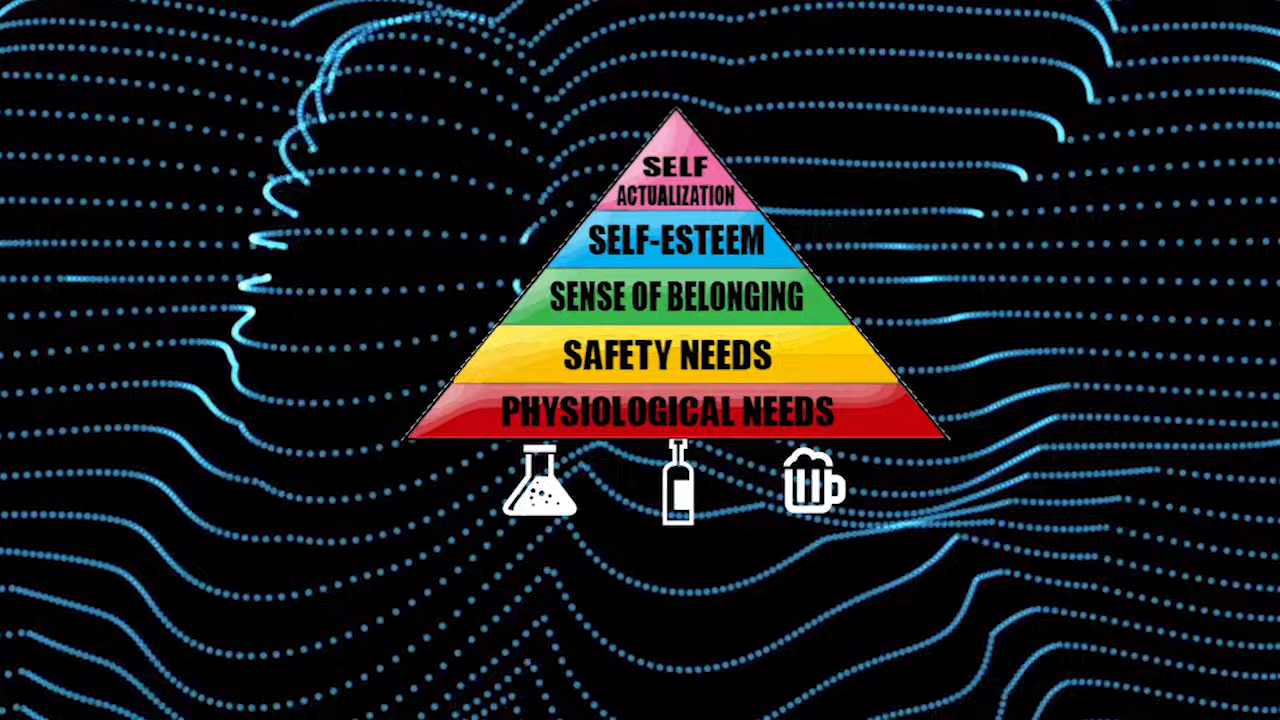 SELF
ACTUALIZATION
SELF-ESTEEM
SENSE OF BELONGING
SAFETY NEEDS
PHYSIOLOGICAL NEEDS